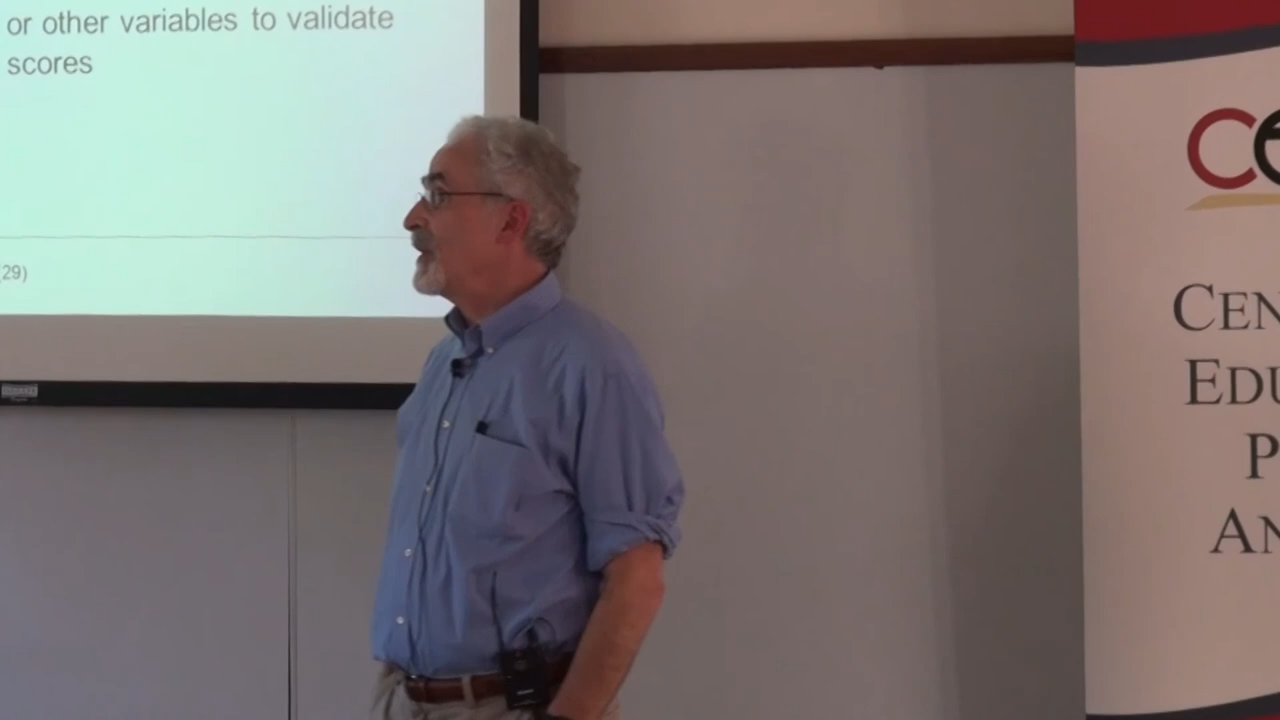 or other variables to validate
scores
29)
ce
CEN
EDU
P
AN